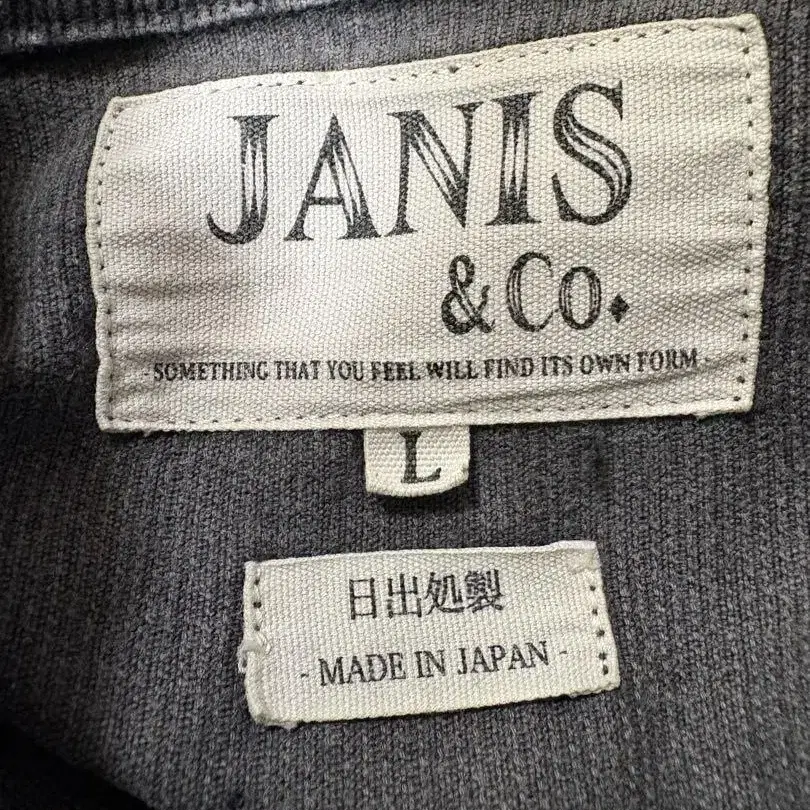 JANIS
& Co.
- SOMETHING THAT YOU FEEL WILL FIND ITS OWN FORM -
L
日出処製
- MADE IN JAPAN -